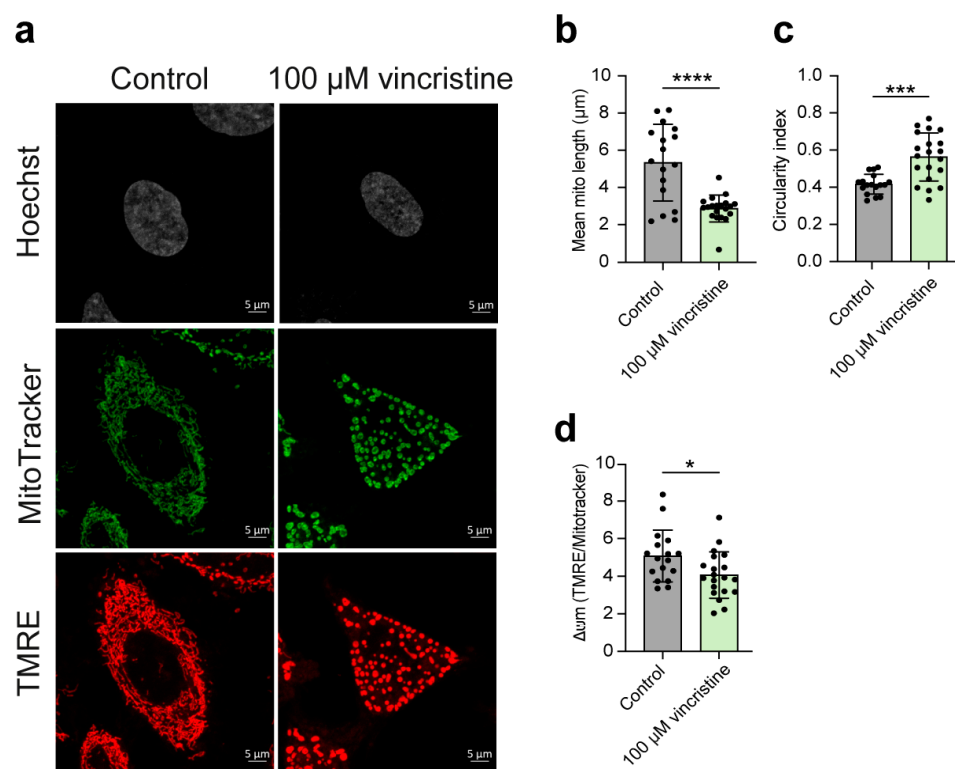 a
Control
100 µM vincristine
Hoechst
5 µm
5 µm
MitoTracker
5 µm
5 µm
TMRE
5 µm
5 µm
b
****
Mean mito length (µm)
10
8
6
4
2
0
Control
100 µM vincristine
c
***
Circularity index
1.0
0.8
0.6
0.4
0.2
0.0
Control
100 µM vincristine
d
*
Δψm (TMRE/Mitotracker)
10
8
6
4
2
0
Control
100 µM vincristine